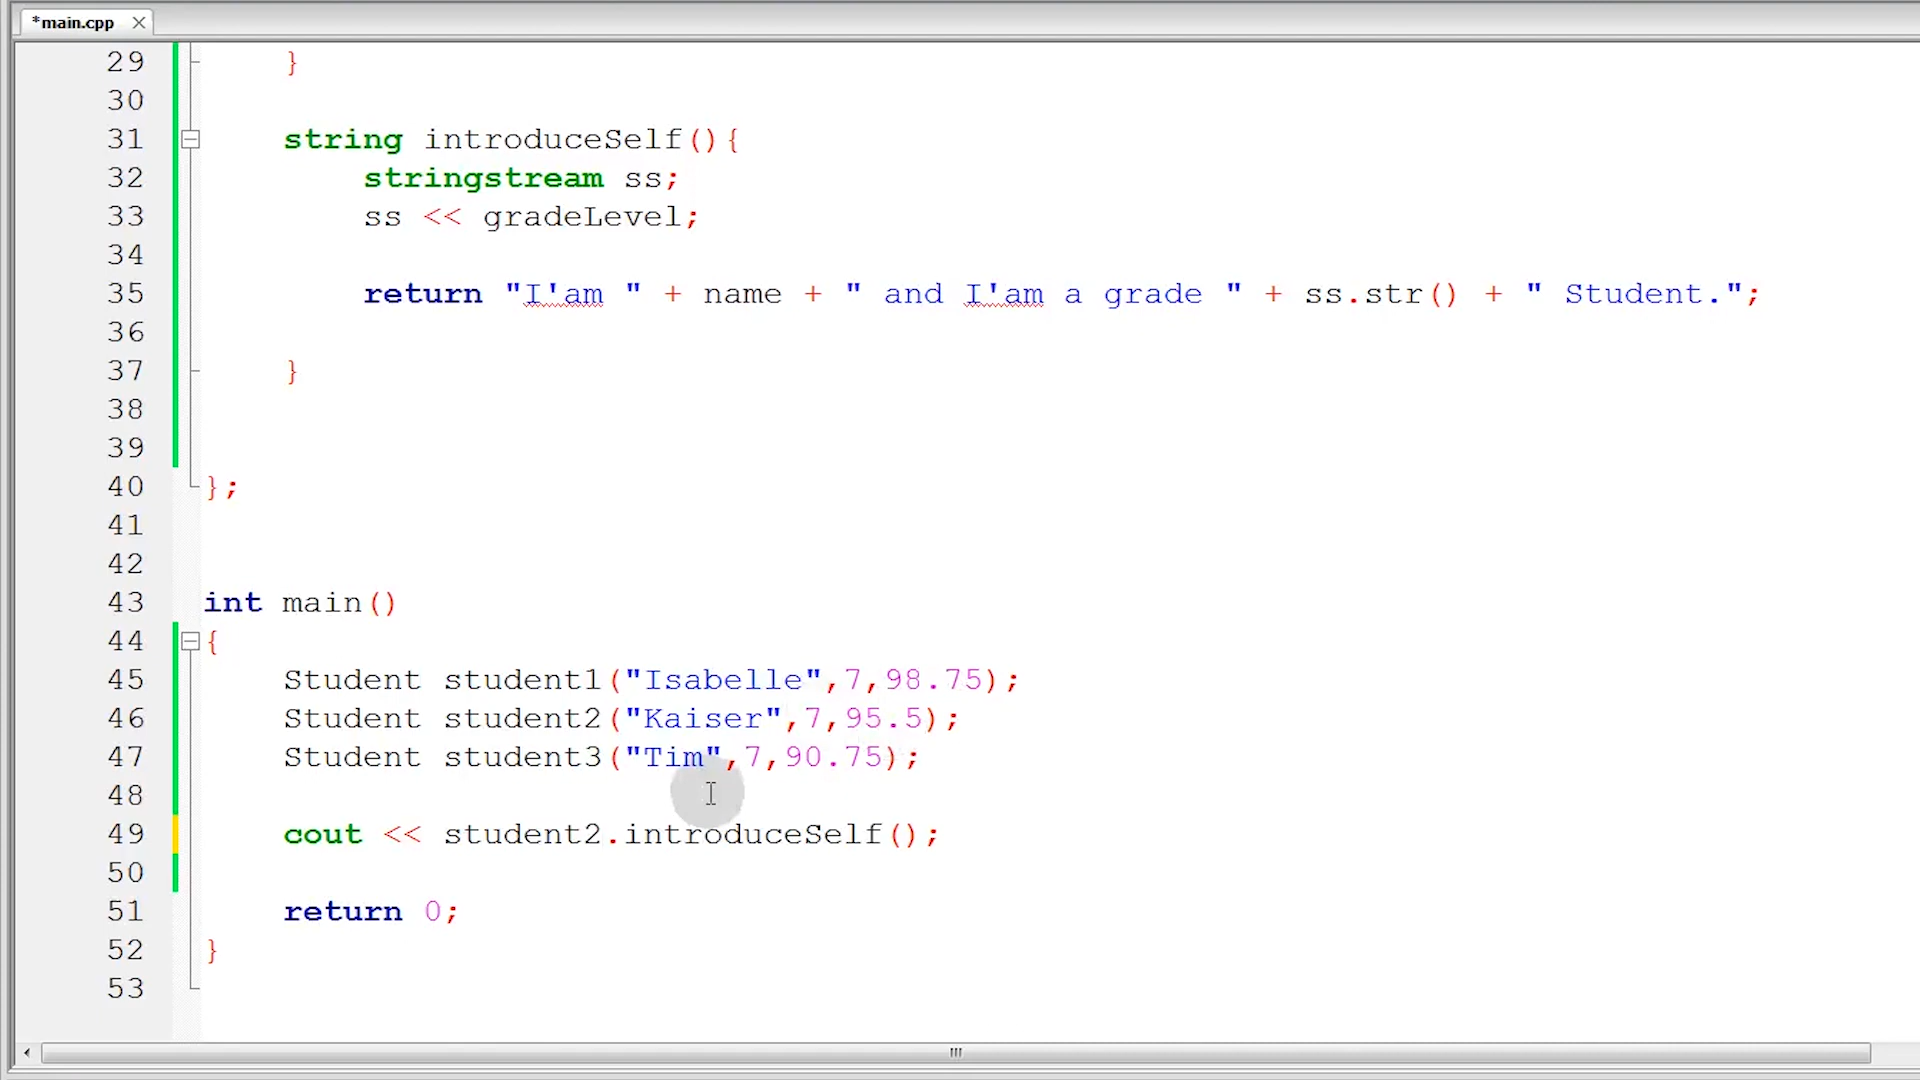 *main.cpp
29 }
30
31 string introduceSelf(){
32 stringstream ss;
33 ss << gradeLevel;
34
35 return "I'am " + name + " and I'am a grade " + ss.str() + " Student.";
36
37 }
38
39
40 };
41
42
43 int main()
44 {
45 Student student1("Isabelle",7,98.75);
46 Student student2("Kaiser",7,95.5);
47 Student student3("Tim",7,90.75);
48
49 cout << student2.introduceSelf();
50
51 return 0;
52 }
53